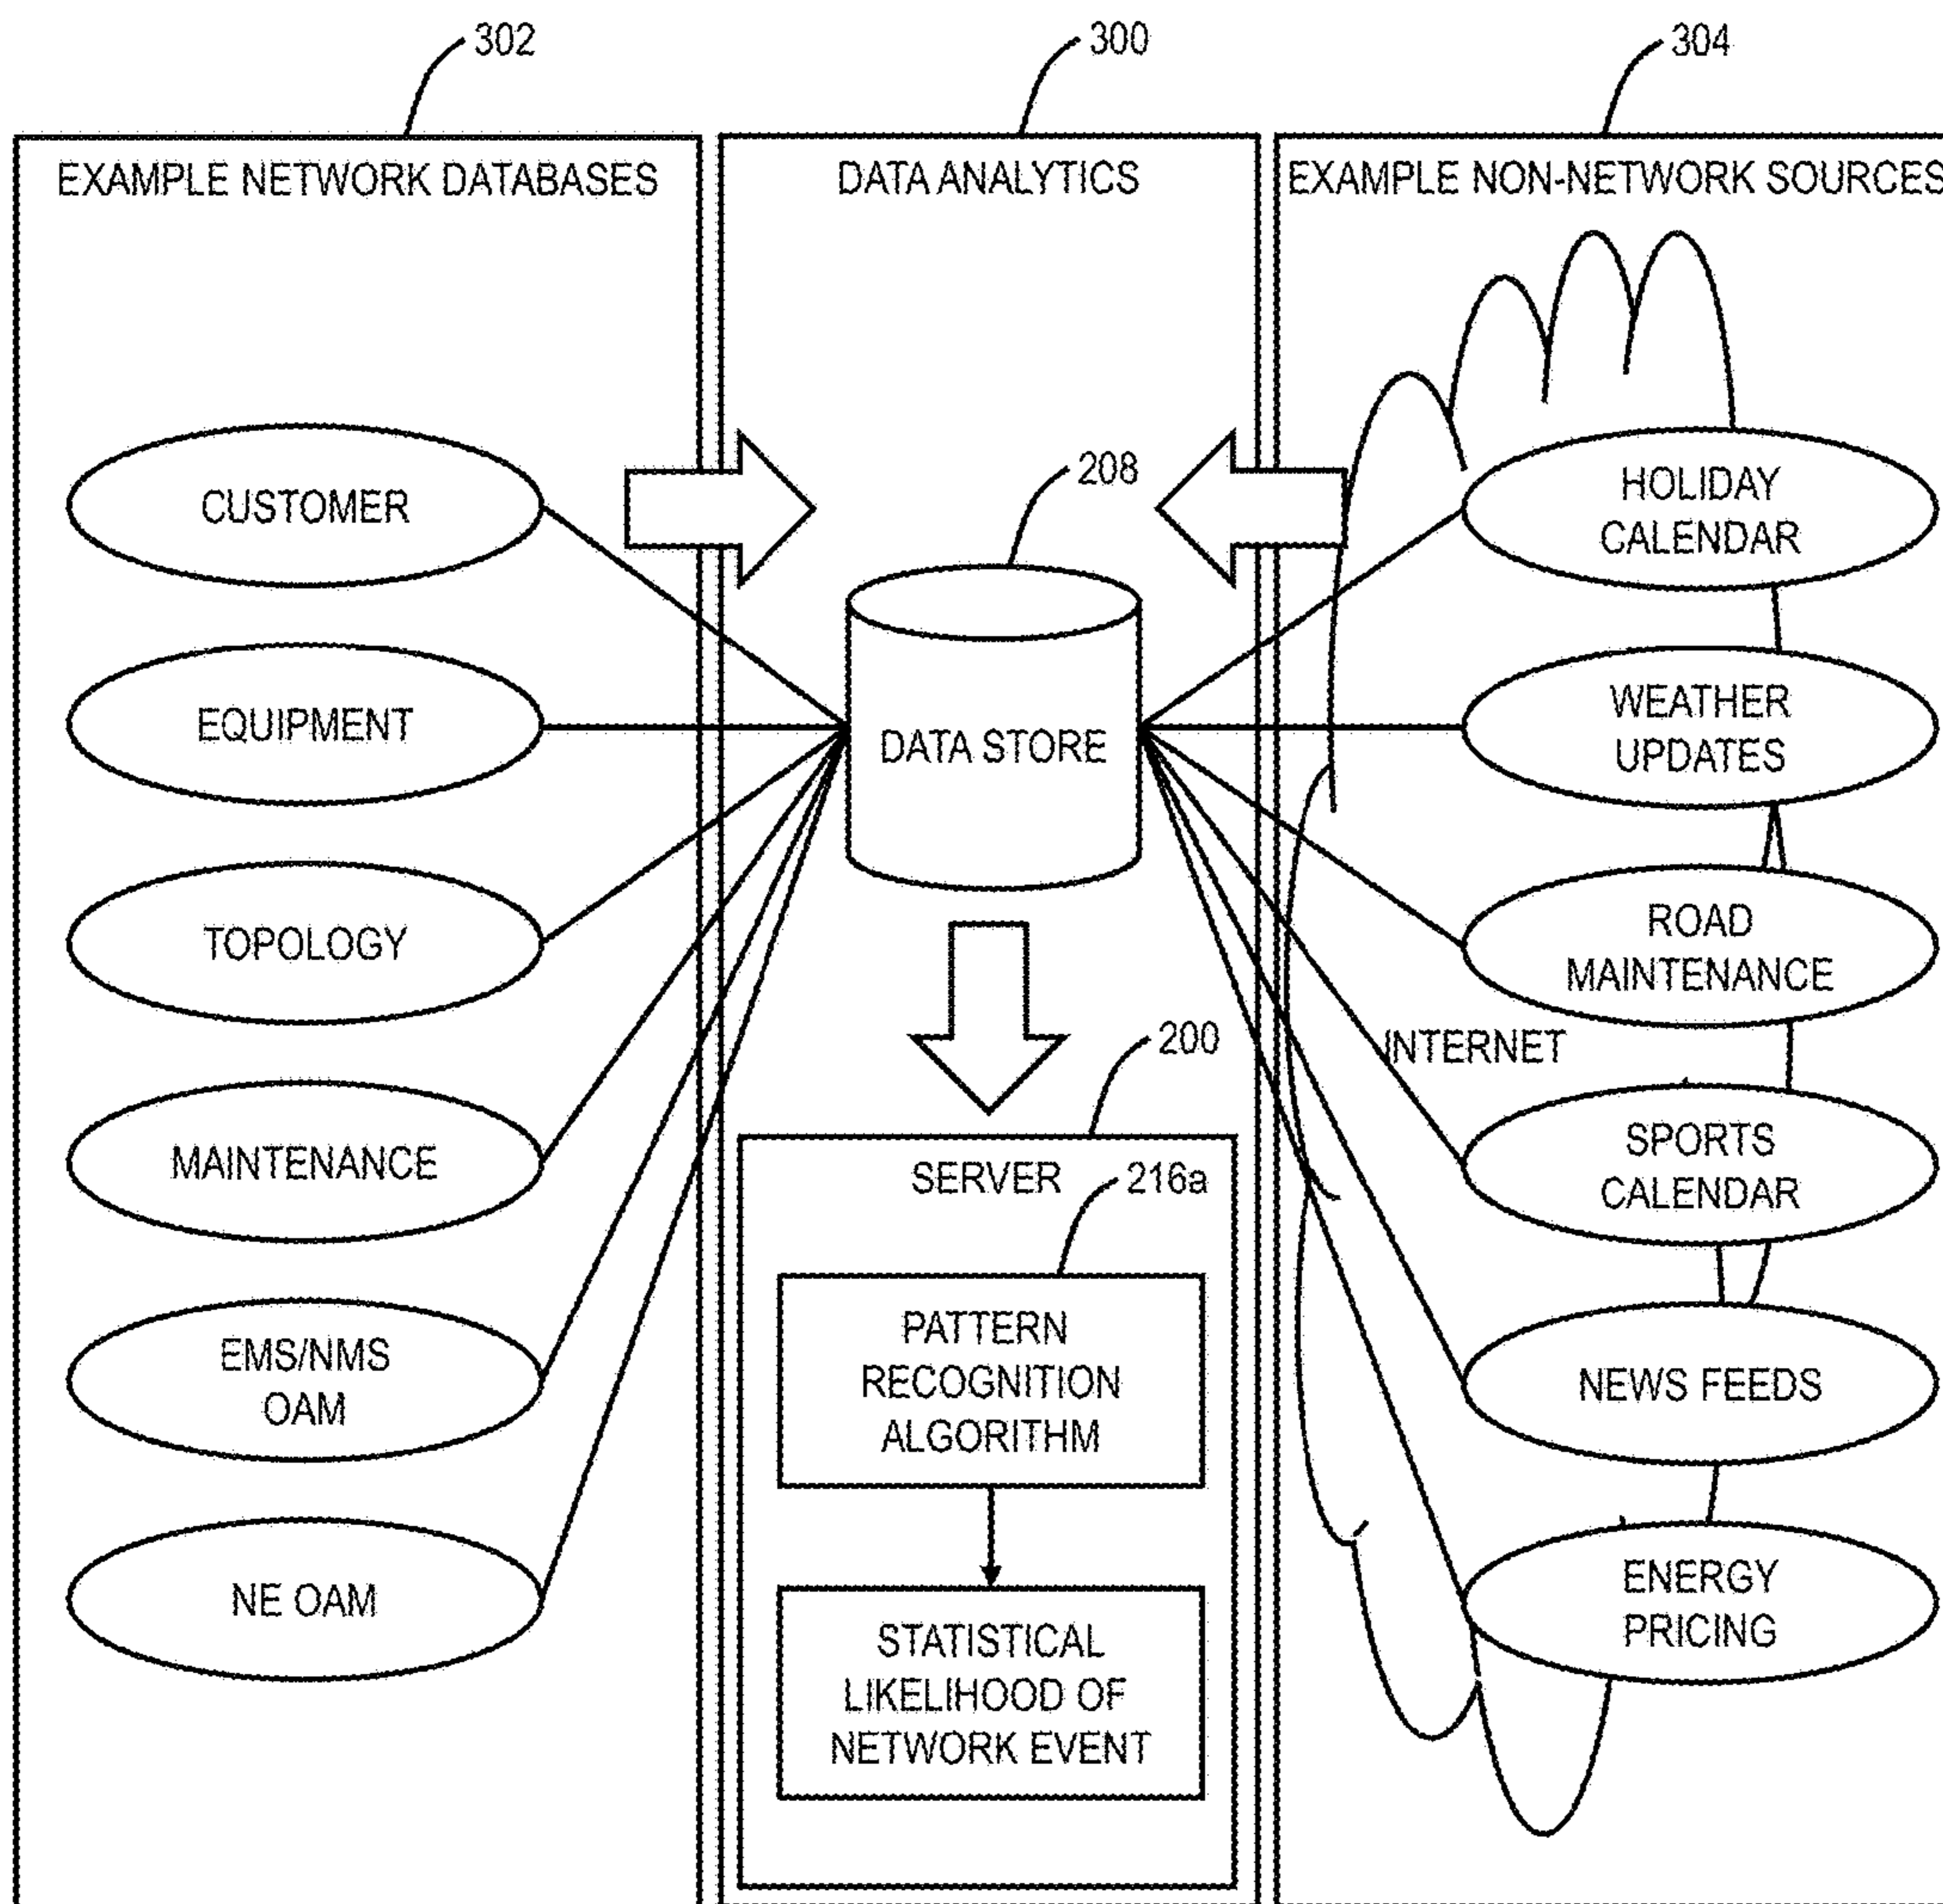 302
300
304
EXAMPLE NETWORK DATABASES
DATA ANALYTICS
EXAMPLE NON-NETWORK SOURCES
CUSTOMER
EQUIPMENT
TOPOLOGY
MAINTENANCE
EMS/NMS
OAM
NE OAM
208
DATA STORE
200
SERVER
216a
PATTERN
RECOGNITION
ALGORITHM
STATISTICAL
LIKELIHOOD OF
NETWORK EVENT
HOLIDAY
CALENDAR
WEATHER
UPDATES
ROAD
MAINTENANCE
INTERNET
SPORTS
CALENDAR
NEWS FEEDS
ENERGY
PRICING